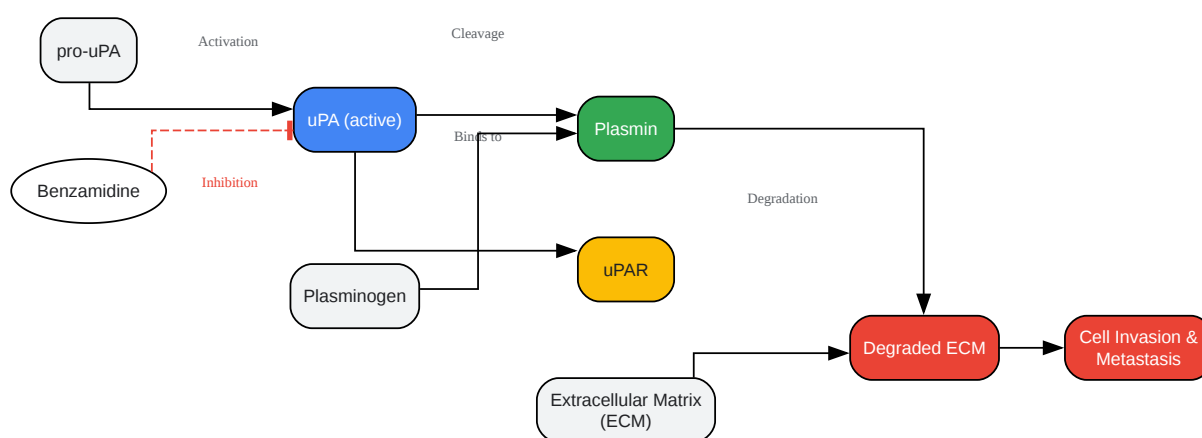 pro-uPA
Activation
Cleavage
uPA (active)
Plasmin
Binds to
Benzamidine
Inhibition
Degradation
uPAR
Plasminogen
Degraded ECM
Cell Invasion &
Metastasis
Extracellular Matrix
(ECM)